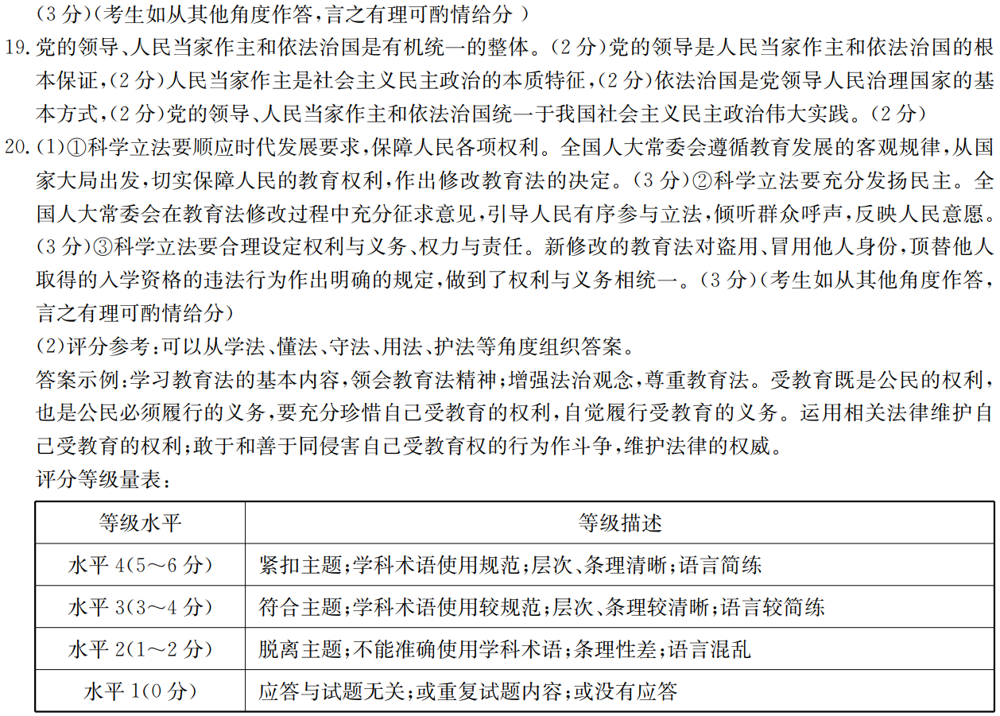 (3分)(考生如从其他角度作答,言之有理可酌情给分)
19. 党的领导、人民当家作主和依法治国是有机统一的整体。(2分)党的领导是人民当家作主和依法治国的根
本保证,(2分)人民当家作主是社会主义民主政治的本质特征,(2分)依法治国是党领导人民治理国家的基
本方式,(2分)党的领导、人民当家作主和依法治国统一于我国社会主义民主政治伟大实践。(2分)
20. (1)①科学立法要顺应时代发展要求,保障人民各项权利。全国人大常委会遵循教育发展的客观规律,从国
家大局出发,切实保障人民的教育权利,作出修改教育法的决定。(3分)②科学立法要充分发扬民主。全
国人大常委会在教育法修改过程中充分征求意见,引导人民有序参与立法,倾听群众呼声,反映人民意愿。
(3分)③科学立法要合理设定权利与义务、权力与责任。新修改的教育法对盗用、冒用他人身份,顶替他人
取得的入学资格的违法行为作出明确的规定,做到了权利与义务相统一。(3分)(考生如从其他角度作答,
言之有理可酌情给分)
(2)评分参考:可以从学法、懂法、守法、用法、护法等角度组织答案。
答案示例:学习教育法的基本内容,领会教育法精神;增强法治观念,尊重教育法。受教育既是公民的权利,
也是公民必须履行的义务,要充分珍惜自己受教育的权利,自觉履行受教育的义务。运用相关法律维护自
己受教育的权利;敢于和善于同侵害自己受教育权的行为作斗争,维护法律的权威。
评分等级量表:
等级水平 等级描述
水平4(5~6分) 紧扣主题;学科术语使用规范;层次、条理清晰;语言简练
水平3(3~4分) 符合主题;学科术语使用较规范;层次、条理较清晰;语言较简练
水平2(1~2分) 脱离主题;不能准确使用学科术语;条理性差;语言混乱
水平1(0分) 应答与试题无关;或重复试题内容;或没有应答